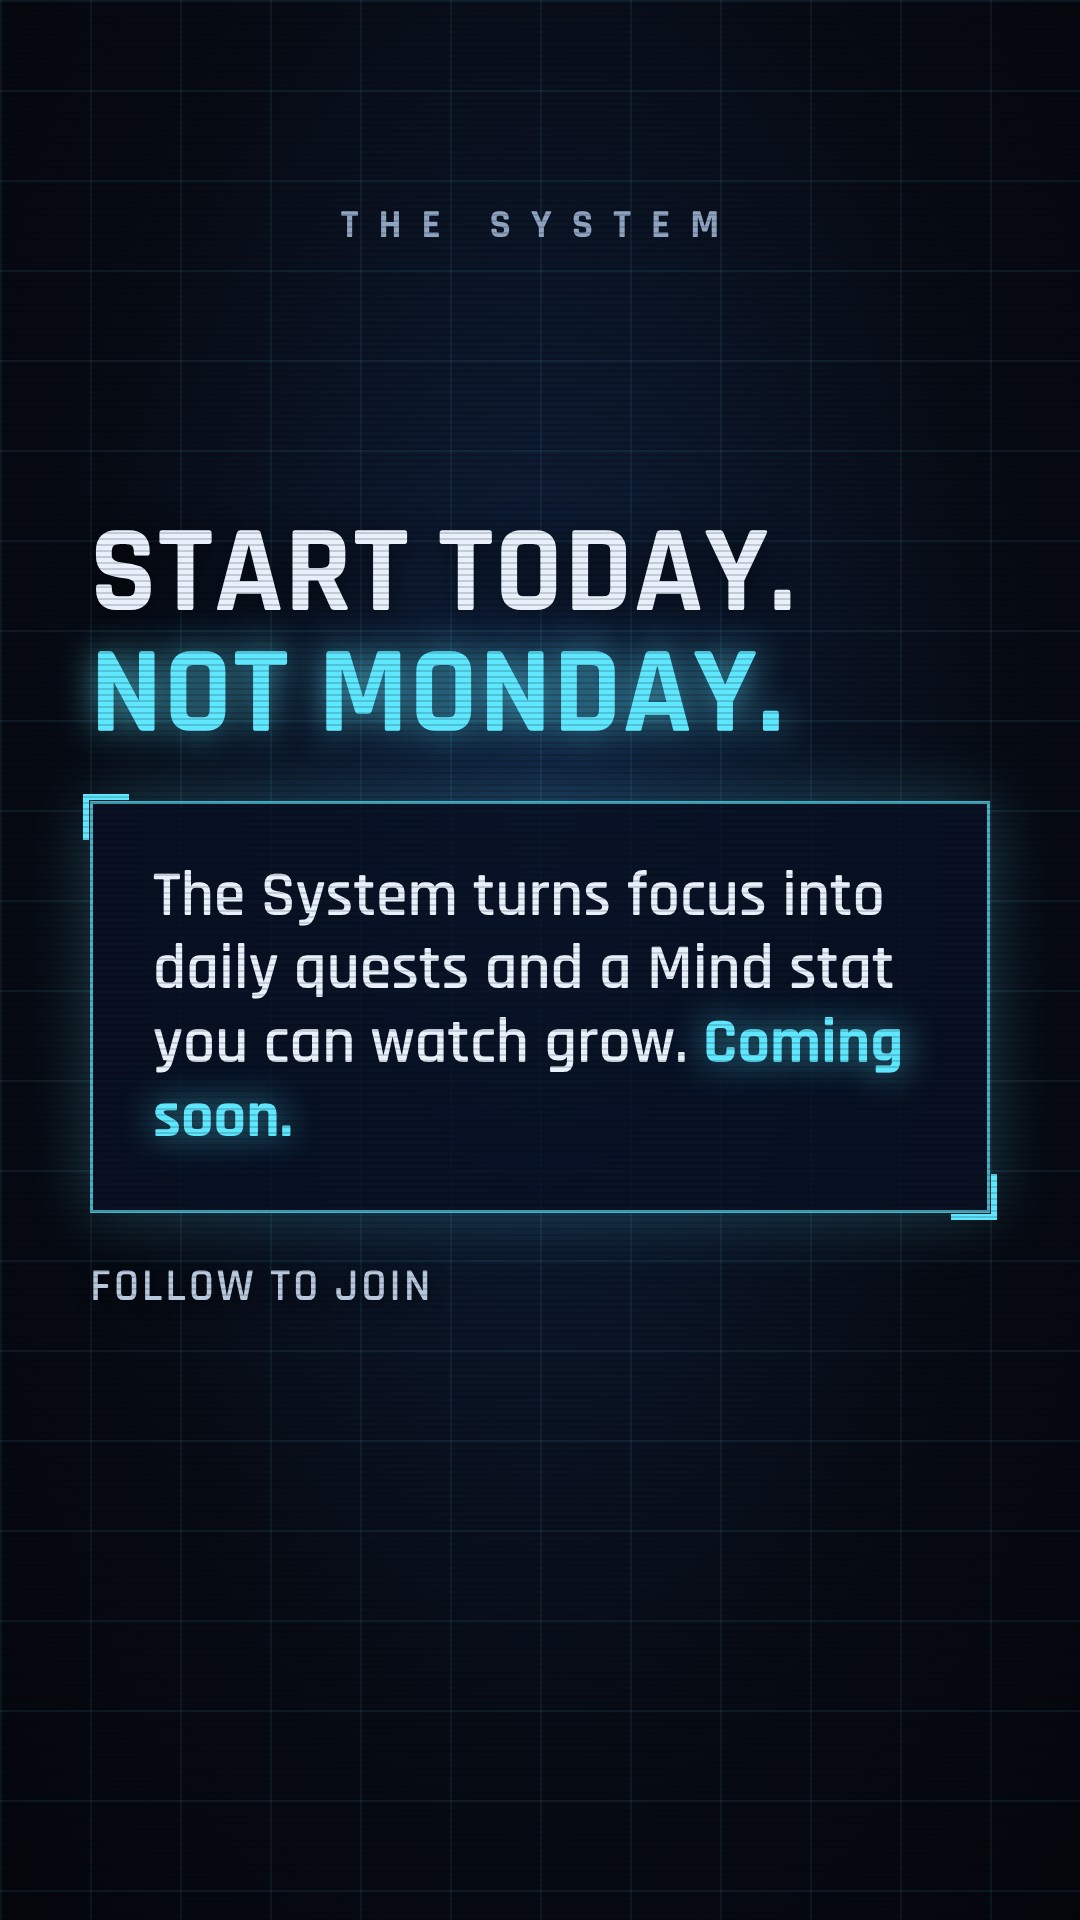 THE SYSTEM
START TODAY.
NOT MONDAY.
The System turns focus into
daily quests and a Mind stat
you can watch grow. Coming
soon.
FOLLOW TO JOIN